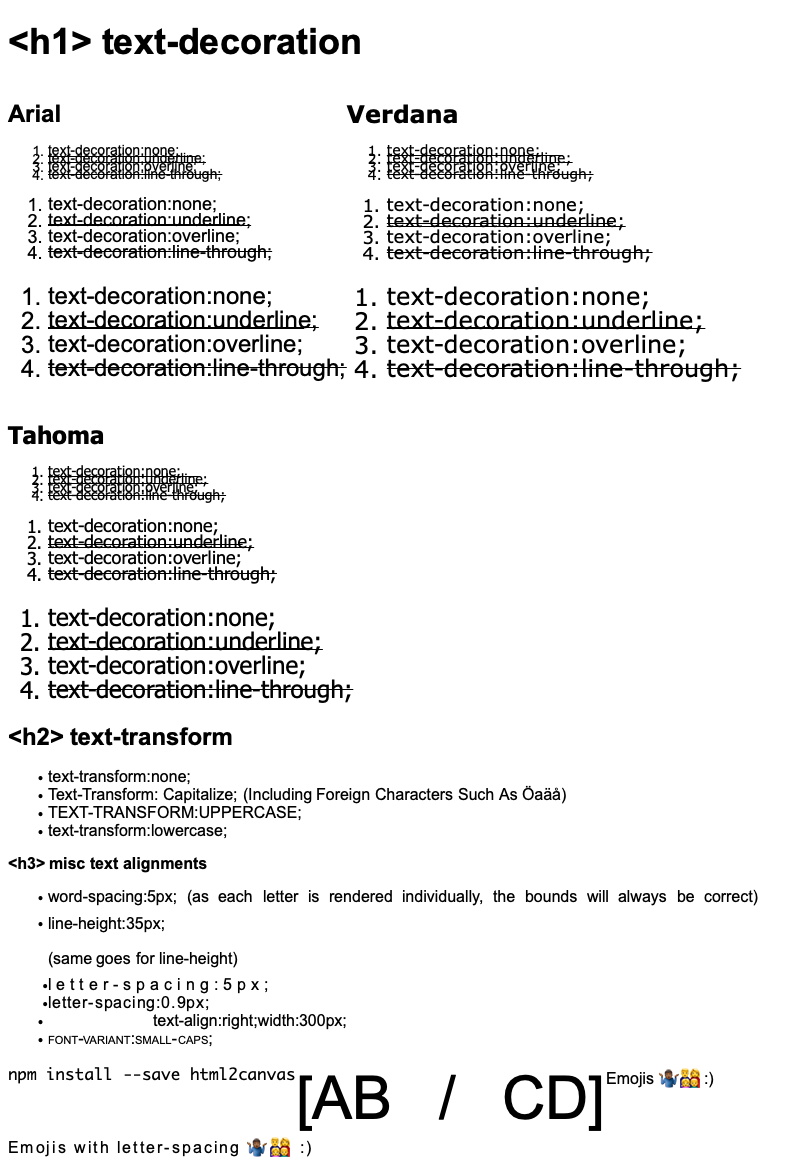 <h1> text-decoration
Arial
1. text-decoration:none;
2. text-decoration:underline;
3. text-decoration:overline;
4. text-decoration:line-through;
1. text-decoration:none;
2. text-decoration:underline;
3. text-decoration:overline;
4. text-decoration:line-through;
1. text-decoration:none;
2. text-decoration:underline;
3. text-decoration:overline;
4. text-decoration:line-through;
Verdana
1. text-decoration:none;
2. text-decoration:underline;
3. text-decoration:overline;
4. text-decoration:line-through;
1. text-decoration:none;
2. text-decoration:underline;
3. text-decoration:overline;
4. text-decoration:line-through;
1. text-decoration:none;
2. text-decoration:underline;
3. text-decoration:overline;
4. text-decoration:line-through;
Tahoma
1. text-decoration:none;
2. text-decoration:underline;
3. text-decoration:overline;
4. text-decoration:line-through;
1. text-decoration:none;
2. text-decoration:underline;
3. text-decoration:overline;
4. text-decoration:line-through;
1. text-decoration:none;
2. text-decoration:underline;
3. text-decoration:overline;
4. text-decoration:line-through;
<h2> text-transform
• text-transform:none;
• Text-Transform: Capitalize; (Including Foreign Characters Such As Öaäå)
• TEXT-TRANSFORM:UPPERCASE;
• text-transform:lowercase;
<h3> misc text alignments
• word-spacing:5px; (as each letter is rendered individually, the bounds will always be correct)
• line-height:35px;
(same goes for line-height)
•letter-spacing:5px;
•letter-spacing:0.9px;
• text-align:right;width:300px;
• FONT-VARIANT:SMALL-CAPS;
npm install --save html2canvas[AB / CD]Emojis 🤷🏾‍♂️👨‍👩‍👧‍👦 :)
Emojis with letter-spacing 🤷🏾‍♂️👨‍👩‍👧‍👦 :)